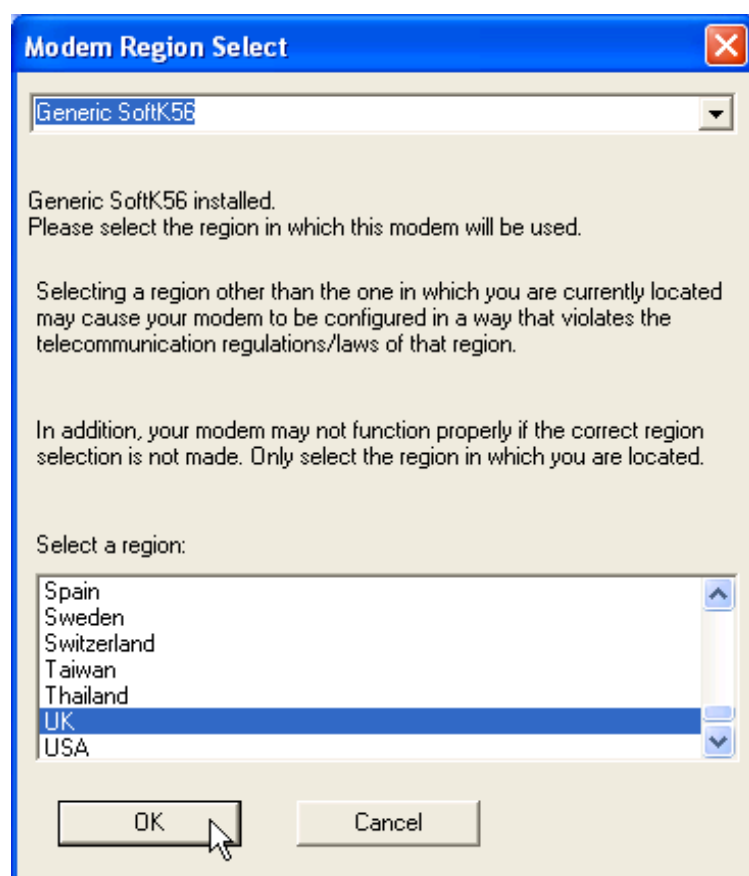 Modem Region Select
Generic SoftK56
Generic SoftK56 installed.
Please select the region in which this modem will be used.
Selecting a region other than the one in which you are currently located
may cause your modem to be configured in a way that violates the
telecommunication regulations/laws of that region.
In addition, your modem may not function properly if the correct region
selection is not made. Only select the region in which you are located.
Select a region:
Spain
Sweden
Switzerland
Taiwan
Thailand
UK
USA
OK Cancel